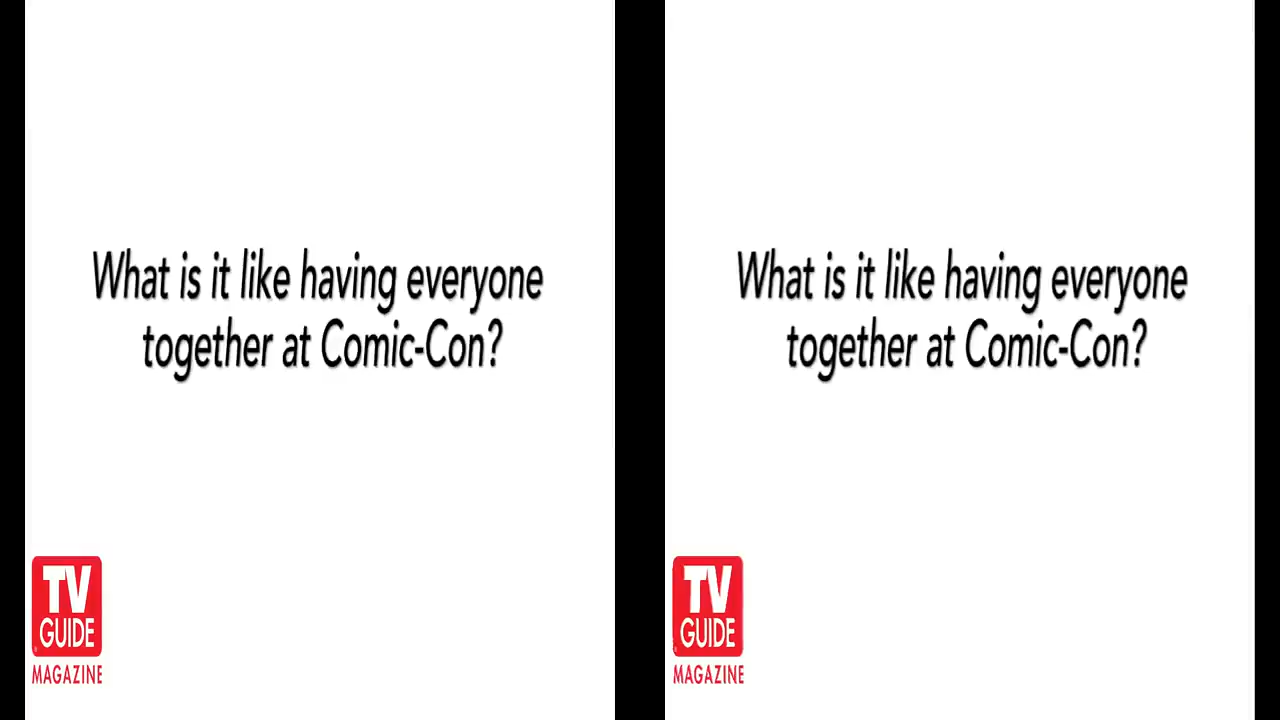 What is it like having everyone
together at Comic-Con?
TV
GUIDE
MAGAZINE
What is it like having everyone
together at Comic-Con?
TV
GUIDE
MAGAZINE